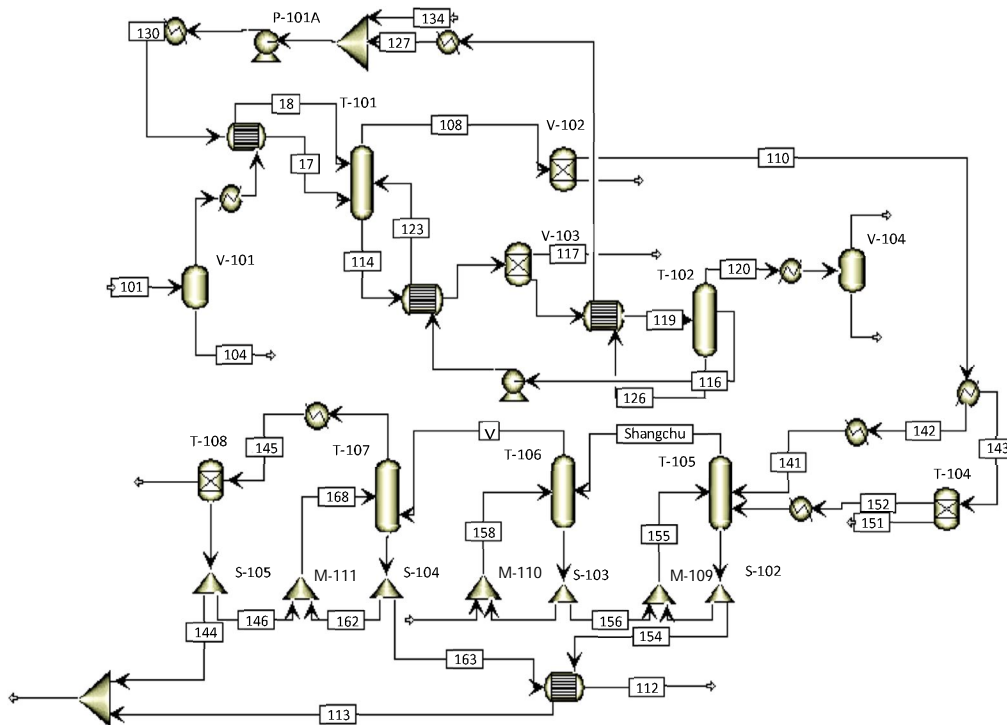 P-101A
134
130
127
18
T-101
108
V-102
110
17
123
V-103
V-104
114
117
V-101
T-102
120
101
119
104
116
126
Shangchu
142
143
V
145
T-108
T-107
T-106
T-105
141
T-104
168
152
158
151
155
S-105
M-111
S-104
M-110
S-103
M-109
S-102
146
162
156
144
154
163
112
113